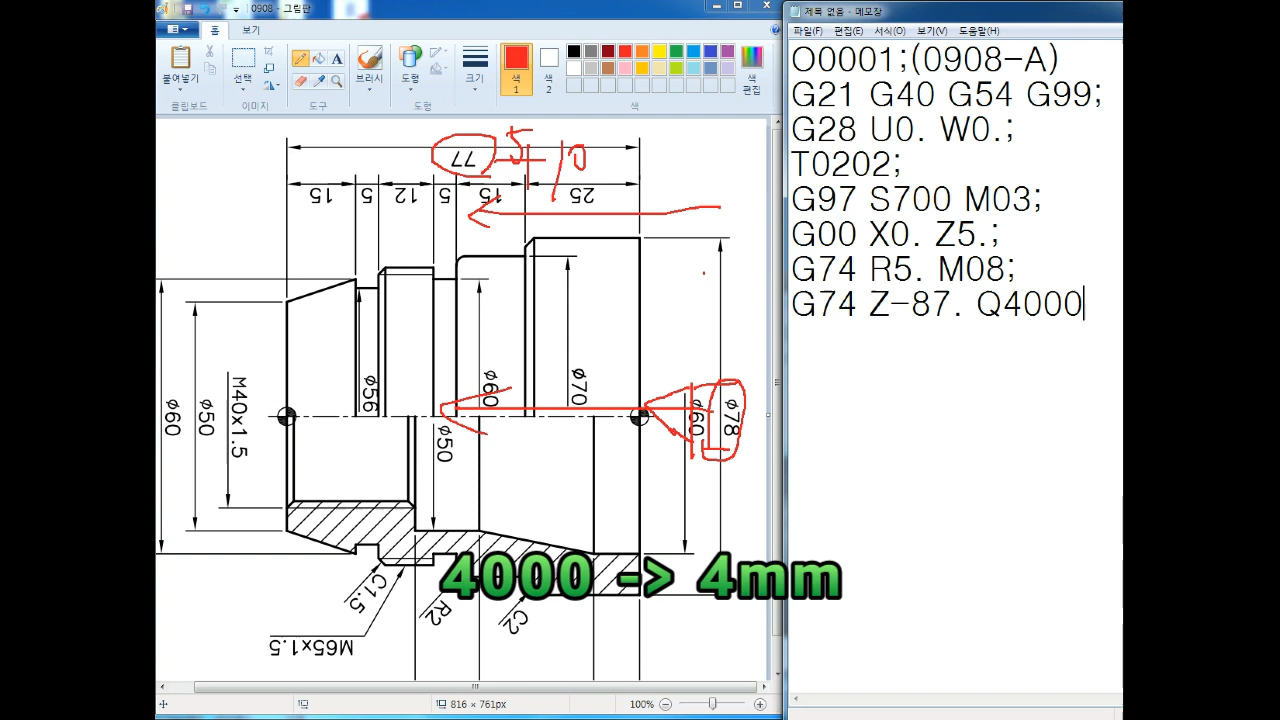 0908 - 그림판
홈
보기
붙여넣기
선택
브러시
도형
크기
색
1
색
2
색
편집
클립보드
이미지
도구
도형
색
77
5
10
15
5
12
5
15
25
ø60
ø50
M40x1.5
ø56
ø60
ø50
ø70
ø60
ø78
C1.5
R2
C2
M65x1.5
4000 -> 4mm
816 × 761px
100%
제목 없음 - 메모장
파일(F)
편집(E)
서식(O)
보기(V)
도움말(H)
O0001;(0908-A)
G21 G40 G54 G99;
G28 U0. W0.;
T0202;
G97 S700 M03;
G00 X0. Z5.;
G74 R5. M08;
G74 Z-87. Q4000